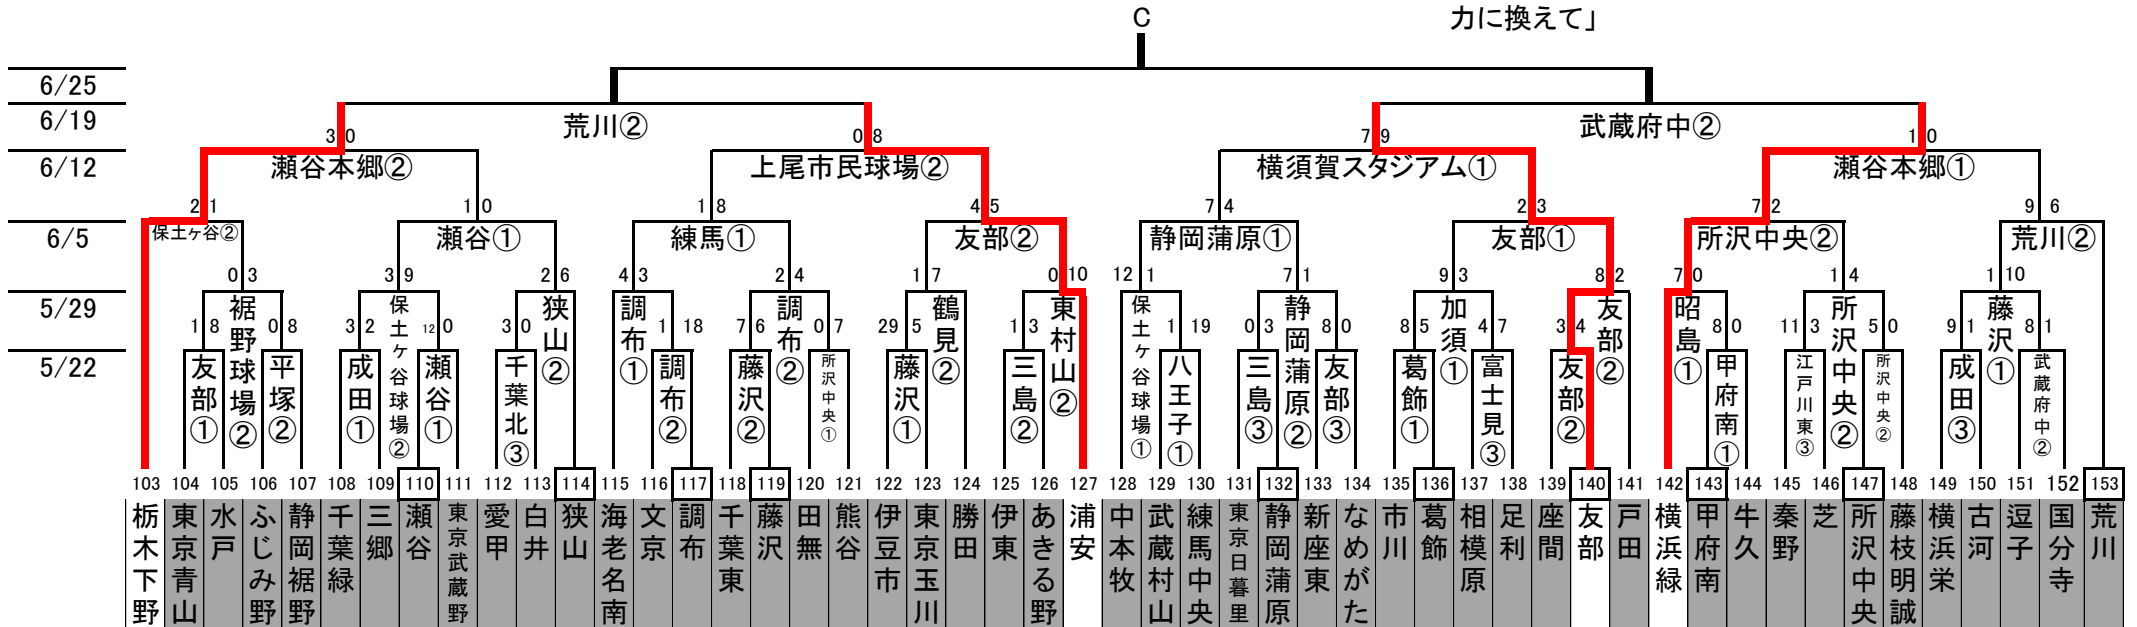 C 力に換えて」
6/25
6/19 荒川② 武蔵府中②
3 0 0 8 7 9 1 0
6/12 瀬谷本郷② 上尾市民球場② 横須賀スタジアム① 瀬谷本郷①
2 1 1 0 1 8 4 5 7 4 2 3 7 2 9 6
6/5 保土ヶ谷② 瀬谷① 練馬① 友部② 静岡蒲原① 友部① 所沢中央② 荒川②
0 3 3 9 2 6 4 3 2 4 1 7 0 10 12 1 7 1 9 3 8 2 7 0 1 4 1 10
5/29 裾野球場② 保土ヶ谷球場② 狭山② 調布① 調布② 鶴見② 東村山② 保土ヶ谷球場① 静岡蒲原② 加須① 友部② 昭島① 所沢中央② 藤沢①
1 8 0 8 3 2 12 0 3 0 1 18 7 6 0 7 29 5 1 3 1 19 0 3 8 0 8 5 4 7 3 4 8 0 11 3 5 0 9 1 8 1
5/22 友部① 平塚② 成田① 瀬谷① 千葉北③ 調布② 藤沢② 所沢中央① 藤沢① 三島② 八王子① 三島③ 友部③ 葛飾① 富士見③ 友部② 甲府南① 江戸川東③ 所沢中央② 成田③ 武蔵府中②
103 104 105 106 107 108 109 110 111 112 113 114 115 116 117 118 119 120 121 122 123 124 125 126 127 128 129 130 131 132 133 134 135 136 137 138 139 140 141 142 143 144 145 146 147 148 149 150 151 152 153
栃木下野 東京青山 水戸 ふじみ野 静岡裾野 千葉緑 三郷 瀬谷 東京武蔵野 愛甲 白井 狭山 海老名南 文京 調布 千葉東 藤沢 田無 熊谷 伊豆市 東京玉川 勝田 伊東 あきる野 浦安 中本牧 武蔵村山 練馬中央 東京日暮里 静岡蒲原 新座東 なめがた 市川 葛飾 相模原 足利 座間 友部 戸田 横浜緑 甲府南 牛久 秦野 芝 所沢中央 藤枝明誠 横浜栄 古河 逗子 国分寺 荒川